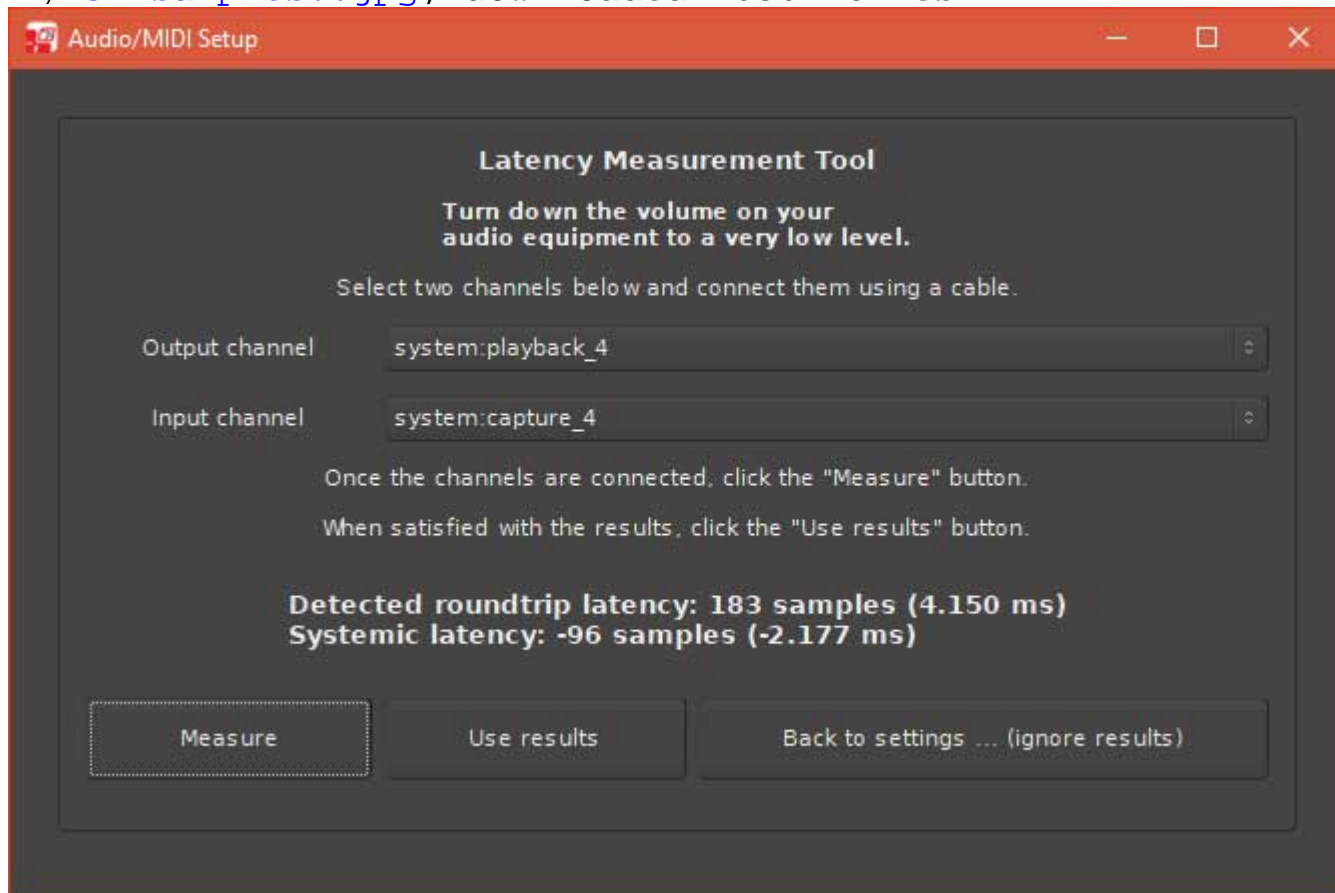 Audio/MIDI Setup
Latency Measurement Tool
Turn down the volume on your
audio equipment to a very low level.
Select two channels below and connect them using a cable.
Output channel system:playback_4
Input channel system:capture_4
Once the channels are connected, click the "Measure" button.
When satisfied with the results, click the "Use results" button.
Detected roundtrip latency: 183 samples (4.150 ms)
Systemic latency: -96 samples (-2.177 ms)
Measure Use results Back to settings ... (ignore results)